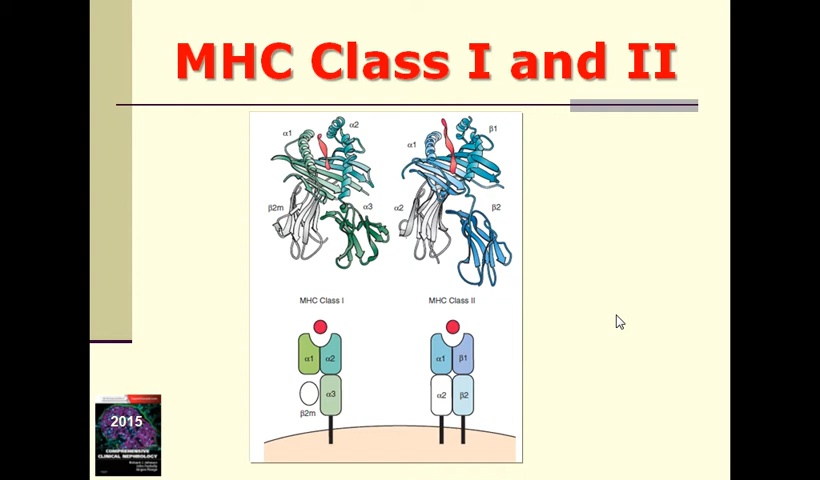 MHC Class I and II
α1
α2
α1
β1
β2m
α3
α2
β2
MHC Class I
MHC Class II
α1
α2
α1
β1
α3
α2
β2
β2m
2015
COMPREHENSIVE
CLINICAL NEPHROLOGY